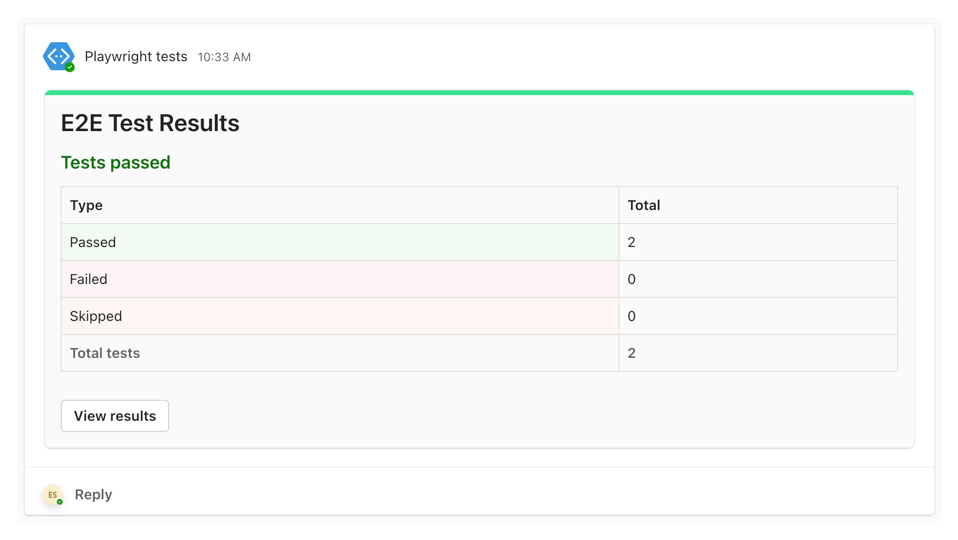 Playwright tests 10:33 AM
E2E Test Results
Tests passed
Type Total
Passed 2
Failed 0
Skipped 0
Total tests 2
View results
ES Reply